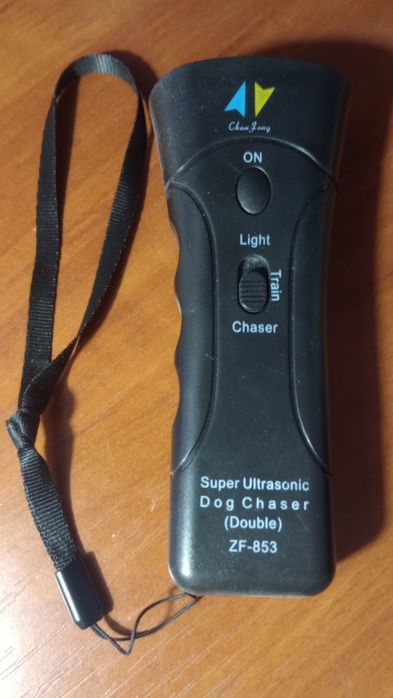 Chan Jong
ON
Light
Train
Chaser
Super Ultrasonic
Dog Chaser
(Double)
ZF-853